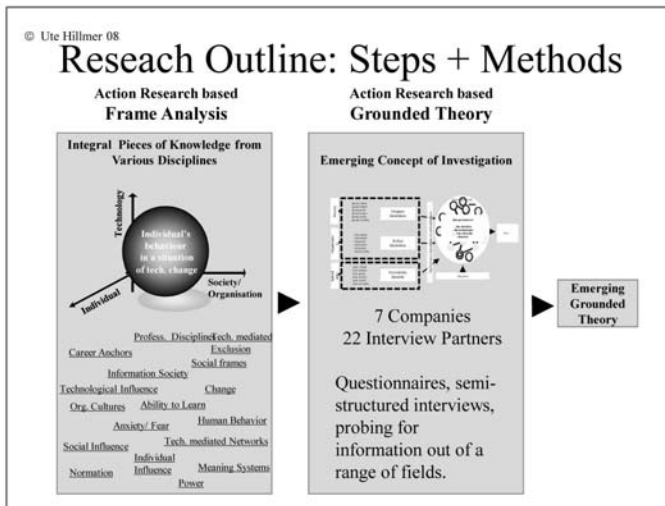 © Ute Hillmer 08
Reseach Outline: Steps + Methods
Action Research based
Frame Analysis
Integral Pieces of Knowledge from
Various Disciplines
Technology
Individual's
behaviour
in a situation
of tech. change
Individual
Society/
Organisation
Profess. Disciplines
Tech. mediated
Exclusion
Career Anchors
Social frames
Information Society
Technological Influence
Change
Org. Cultures
Ability to Learn
Anxiety/ Fear
Human Behavior
Social Influence
Tech. mediated Networks
Individual
Influence
Normation
Meaning Systems
Power
Action Research based
Grounded Theory
Emerging Concept of Investigation
7 Companies
22 Interview Partners
Questionnaires, semi-
structured interviews,
probing for
information out of a
range of fields.
Emerging
Grounded
Theory